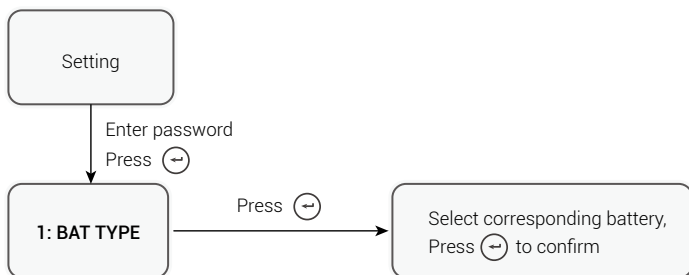 Setting
Enter password
Press
1: BAT TYPE
Press
Select corresponding battery,
Press to confirm